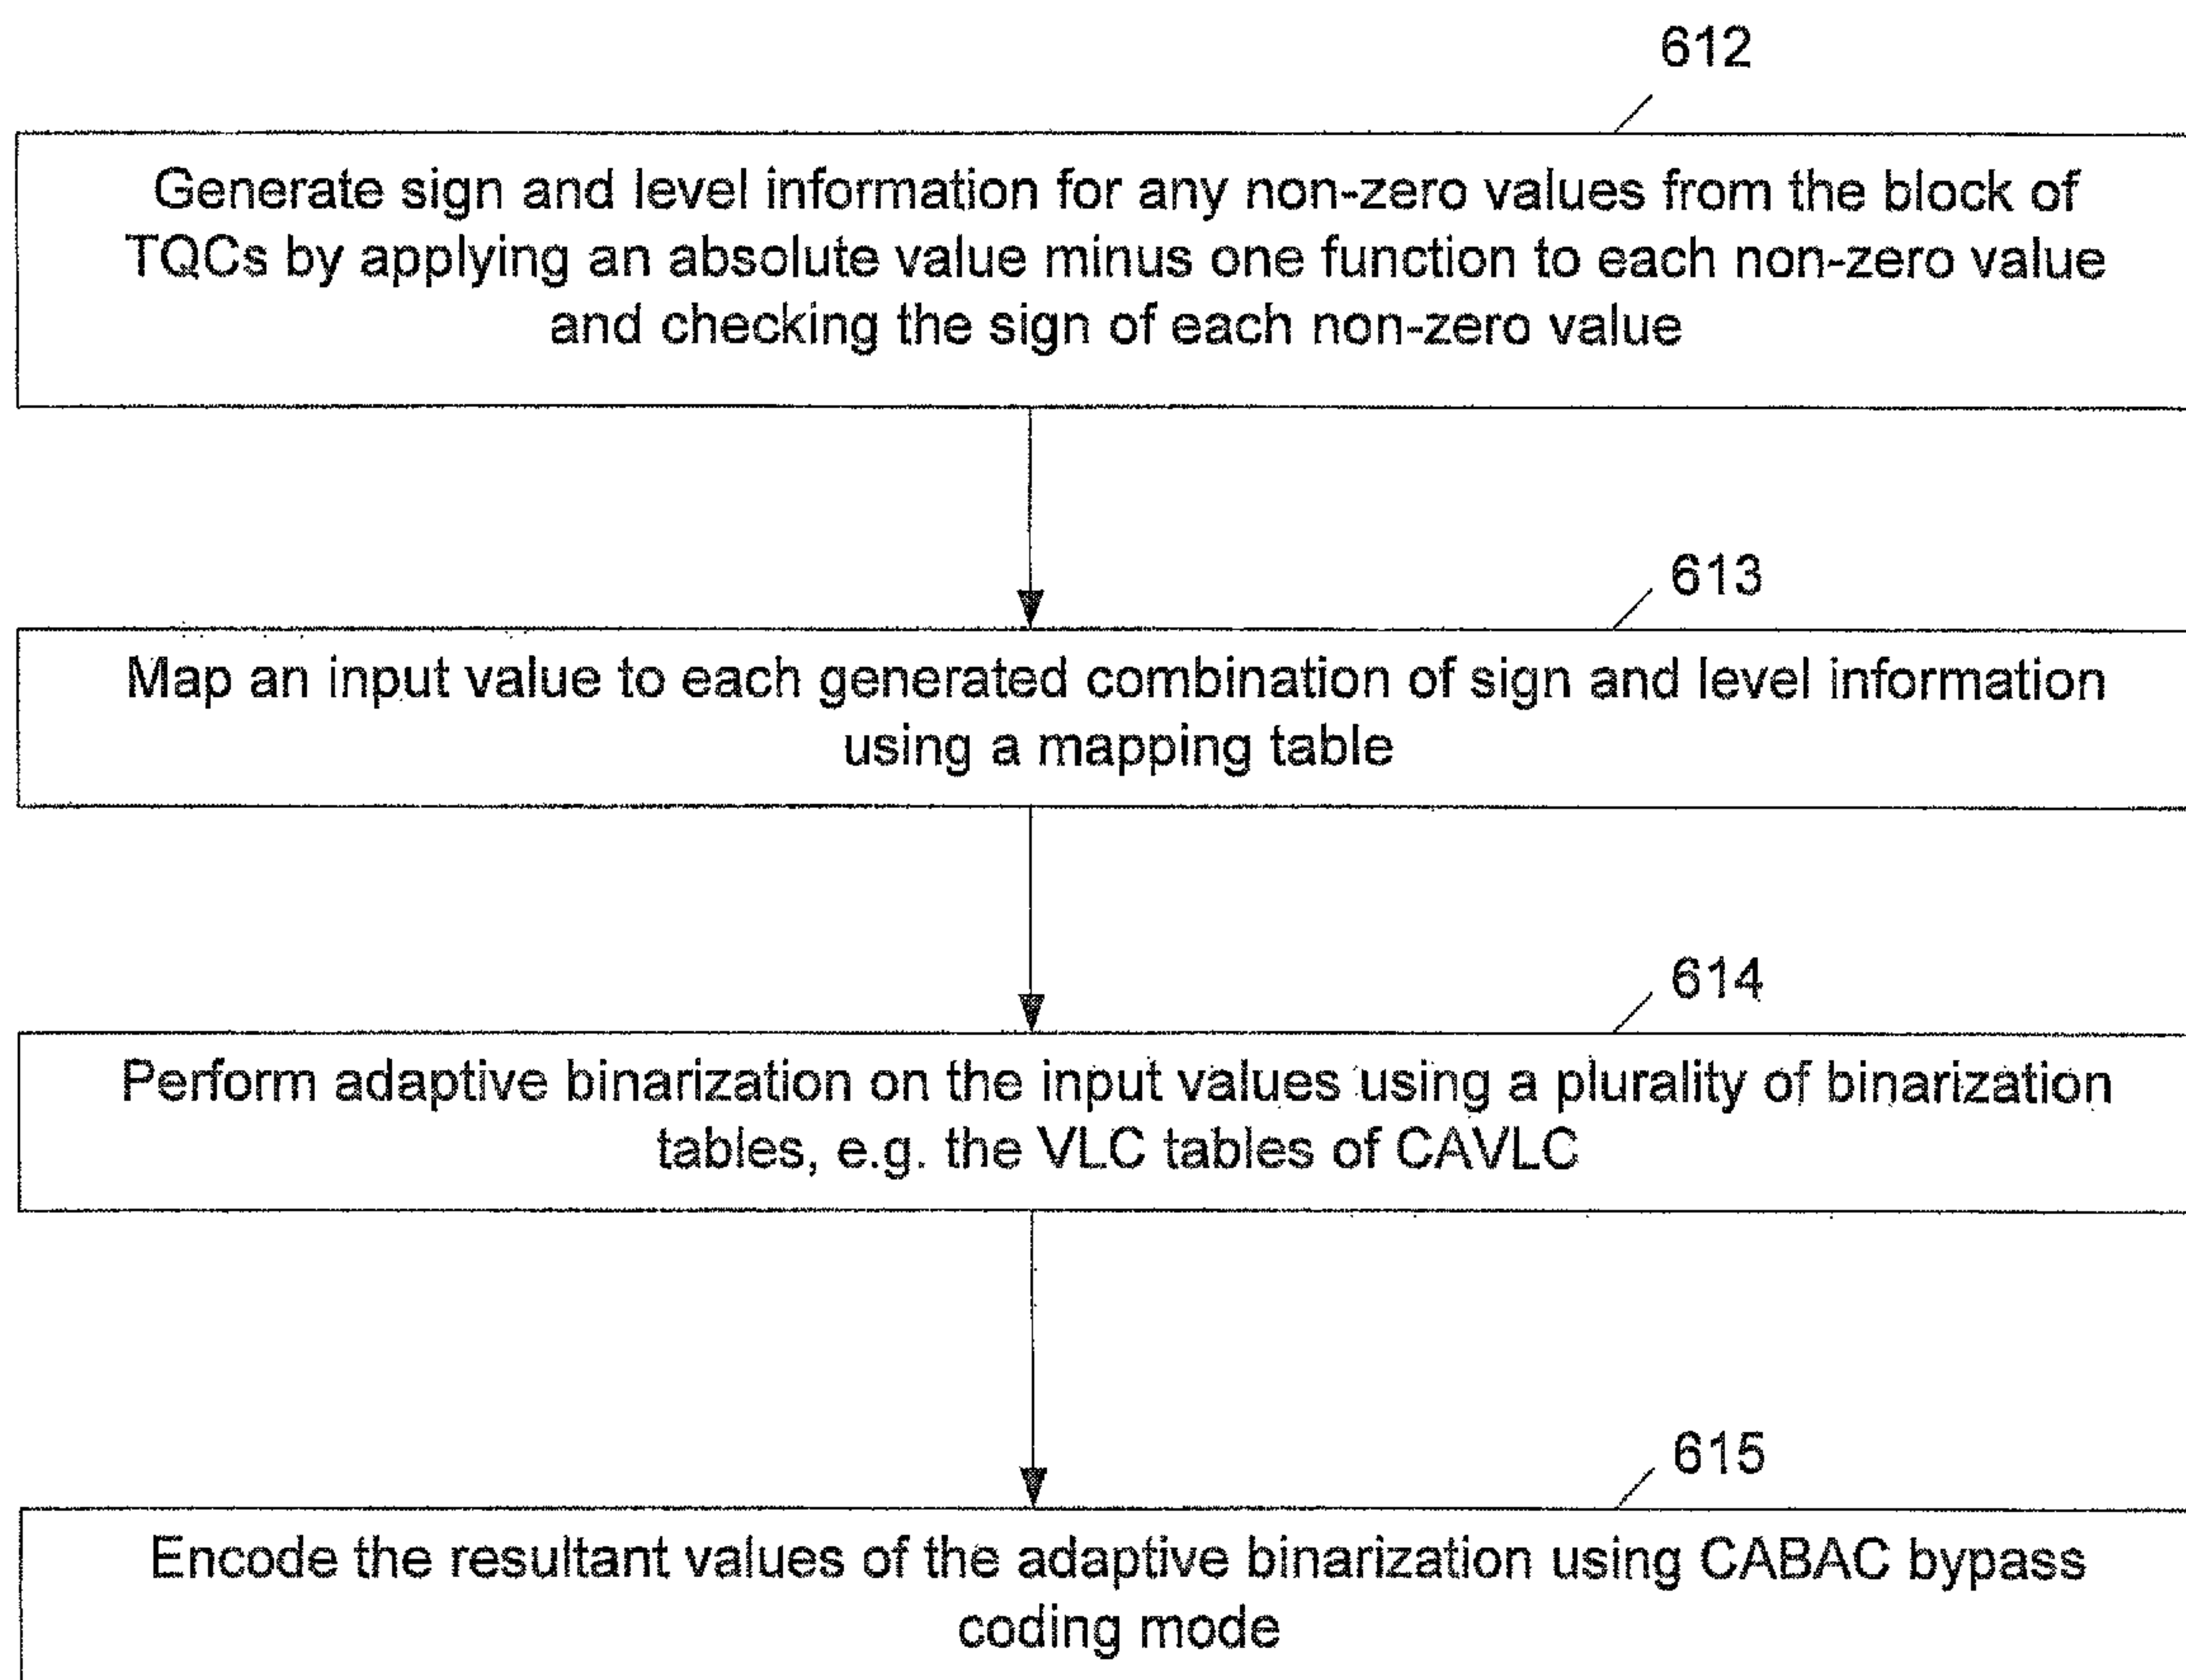 612
Generate sign and level information for any non-zero values from the block of
TQCs by applying an absolute value minus one function to each non-zero value
and checking the sign of each non-zero value
613
Map an input value to each generated combination of sign and level information
using a mapping table
614
Perform adaptive binarization on the input values using a plurality of binarization
tables, e.g. the VLC tables of CAVLC
615
Encode the resultant values of the adaptive binarization using CABAC bypass
coding mode